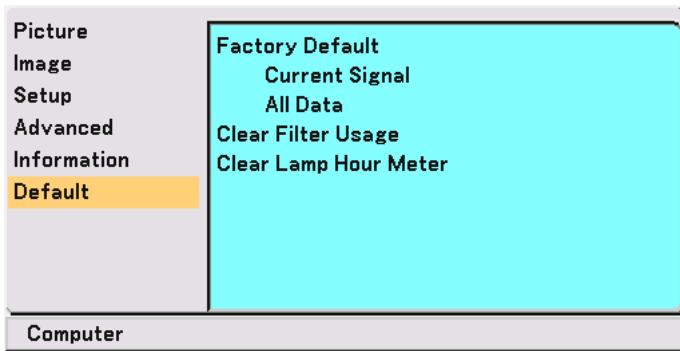 Picture
Image
Setup
Advanced
Information
Default
Factory Default
Current Signal
All Data
Clear Filter Usage
Clear Lamp Hour Meter
Computer